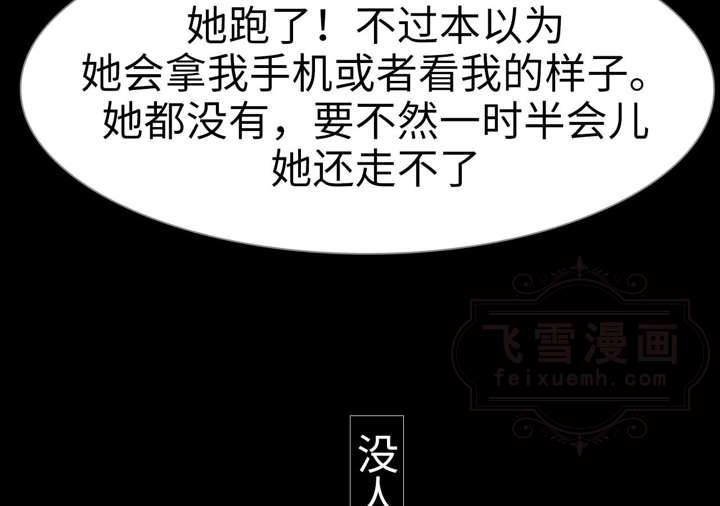 她跑了！不过本以为
她会拿我手机或者看我的样子。
她都没有，要不然一时半会儿
她还走不了
飞雪漫画
feixuemh.com
没人